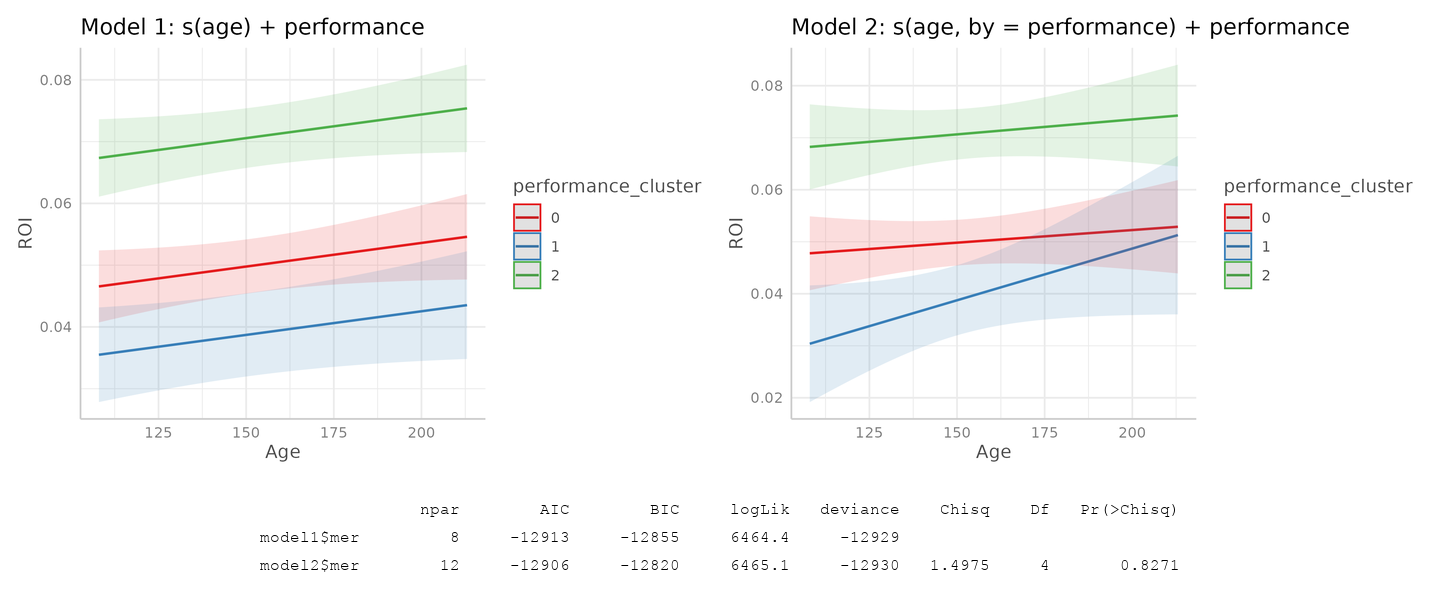 Model 1: s(age) + performance
0.08
0.06
0.04
ROI
125 150 175 200
Age
performance_cluster
0
1
2
Model 2: s(age, by = performance) + performance
0.08
0.06
0.04
0.02
ROI
125 150 175 200
Age
performance_cluster
0
1
2
npar AIC BIC logLik deviance Chisq Df Pr(>Chisq)
model1$mer 8 -12913 -12855 6464.4 -12929
model2$mer 12 -12906 -12820 6465.1 -12930 1.4975 4 0.8271